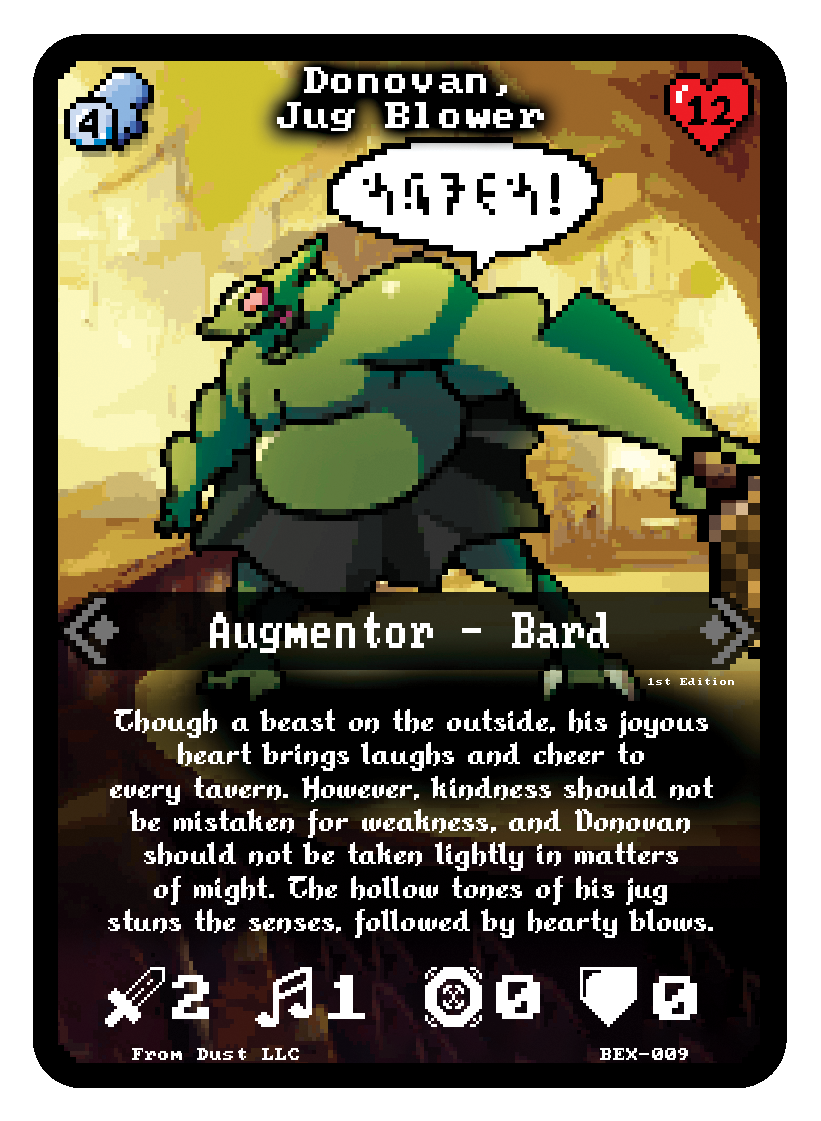 Donovan,
Jug Blower
4
12
Augmentor - Bard
1st Edition
Though a beast on the outside, his joyous
heart brings laughs and cheer to
every tavern. However, kindness should not
be mistaken for weakness, and Donovan
should not be taken lightly in matters
of might. The hollow tones of his jug
stuns the senses, followed by hearty blows.
2 1 0 0
From Dust LLC BEX-009